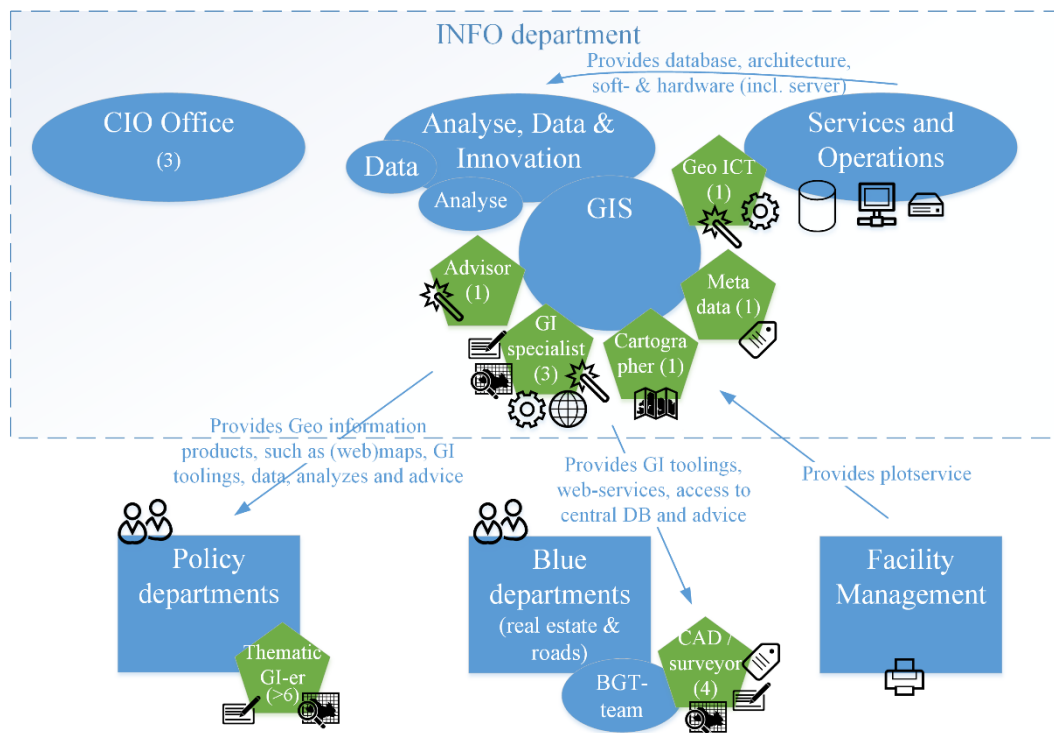 INFO department
Provides database, architecture,
soft- & hardware (incl. server)
CIO Office
(3)
Analyse, Data &
Innovation
Data
Analyse
GIS
Services and
Operations
Geo ICT
(1)
Advisor
(1)
GI
specialist
(3)
Cartogra
pher (1)
Meta
data (1)
Provides Geo information
products, such as (web)maps, GI
toolings, data, analyzes and advice
Provides GI toolings,
web-services, access to
central DB and advice
Provides plotservice
Policy
departments
Thematic
GI-er
(>6)
Blue
departments
(real estate &
roads)
BGT-
team
CAD /
surveyor
(4)
Facility
Management